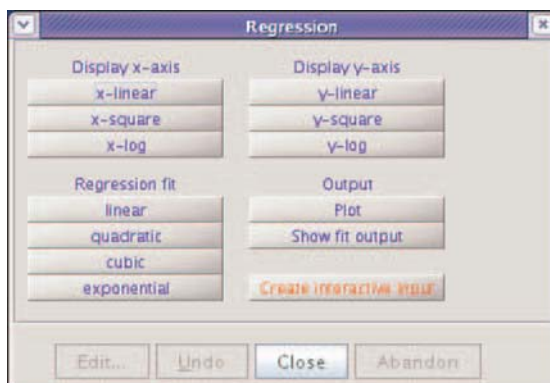 Regression
Display x-axis
x-linear
x-square
x-log
Display y-axis
y-linear
y-square
y-log
Regression fit
linear
quadratic
cubic
exponential
Output
Plot
Show fit output
Create interactive input
Edit...
Undo
Close
Abandon